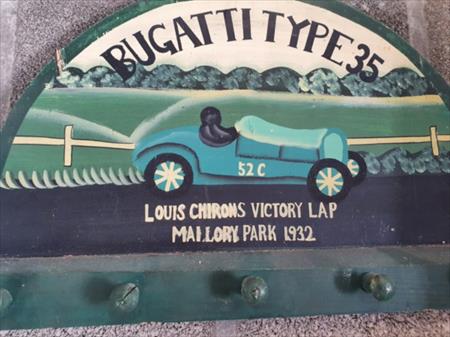 BUGATTI TYPE 35
52 C
LOUIS CHIRONS VICTORY LAP
MALLORY PARK 1932